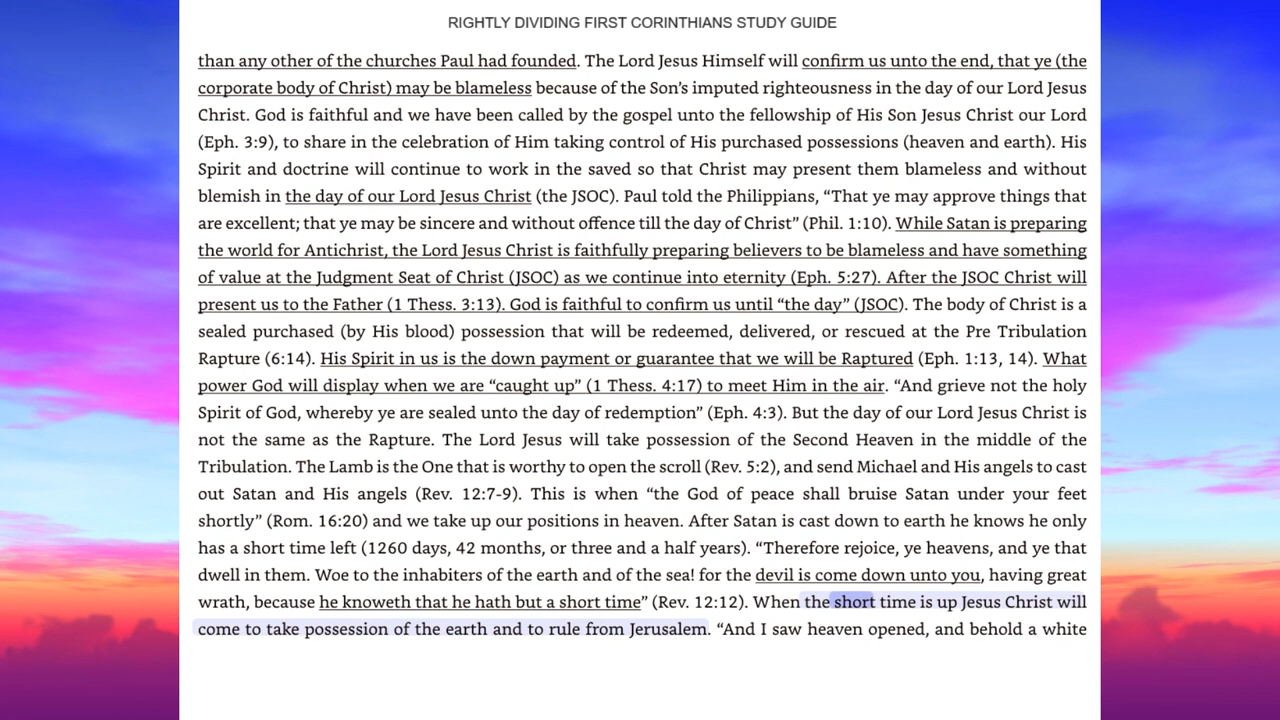 RIGHTLY DIVIDING FIRST CORINTHIANS STUDY GUIDE
than any other of the churches Paul had founded. The Lord Jesus Himself will confirm us unto the end, that ye (the
corporate body of Christ) may be blameless because of the Son’s imputed righteousness in the day of our Lord Jesus
Christ. God is faithful and we have been called by the gospel unto the fellowship of His Son Jesus Christ our Lord
(Eph. 3:9), to share in the celebration of Him taking control of His purchased possessions (heaven and earth). His
Spirit and doctrine will continue to work in the saved so that Christ may present them blameless and without
blemish in the day of our Lord Jesus Christ (the JSOC). Paul told the Philippians, “That ye may approve things that
are excellent; that ye may be sincere and without offence till the day of Christ” (Phil. 1:10). While Satan is preparing
the world for Antichrist, the Lord Jesus Christ is faithfully preparing believers to be blameless and have something
of value at the Judgment Seat of Christ (JSOC) as we continue into eternity (Eph. 5:27). After the JSOC Christ will
present us to the Father (1 Thess. 3:13). God is faithful to confirm us until “the day” (JSOC). The body of Christ is a
sealed purchased (by His blood) possession that will be redeemed, delivered, or rescued at the Pre Tribulation
Rapture (6:14). His Spirit in us is the down payment or guarantee that we will be Raptured (Eph. 1:13, 14). What
power God will display when we are “caught up” (1 Thess. 4:17) to meet Him in the air. “And grieve not the holy
Spirit of God, whereby ye are sealed unto the day of redemption” (Eph. 4:3). But the day of our Lord Jesus Christ is
not the same as the Rapture. The Lord Jesus will take possession of the Second Heaven in the middle of the
Tribulation. The Lamb is the One that is worthy to open the scroll (Rev. 5:2), and send Michael and His angels to cast
out Satan and His angels (Rev. 12:7-9). This is when “the God of peace shall bruise Satan under your feet
shortly” (Rom. 16:20) and we take up our positions in heaven. After Satan is cast down to earth he knows he only
has a short time left (1260 days, 42 months, or three and a half years). “Therefore rejoice, ye heavens, and ye that
dwell in them. Woe to the inhabiters of the earth and of the sea! for the devil is come down unto you, having great
wrath, because he knoweth that he hath but a short time” (Rev. 12:12). When the short time is up Jesus Christ will
come to take possession of the earth and to rule from Jerusalem. “And I saw heaven opened, and behold a white